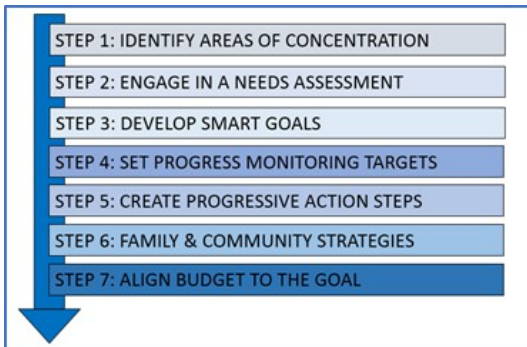 STEP 1: IDENTIFY AREAS OF CONCENTRATION
STEP 2: ENGAGE IN A NEEDS ASSESSMENT
STEP 3: DEVELOP SMART GOALS
STEP 4: SET PROGRESS MONITORING TARGETS
STEP 5: CREATE PROGRESSIVE ACTION STEPS
STEP 6: FAMILY & COMMUNITY STRATEGIES
STEP 7: ALIGN BUDGET TO THE GOAL